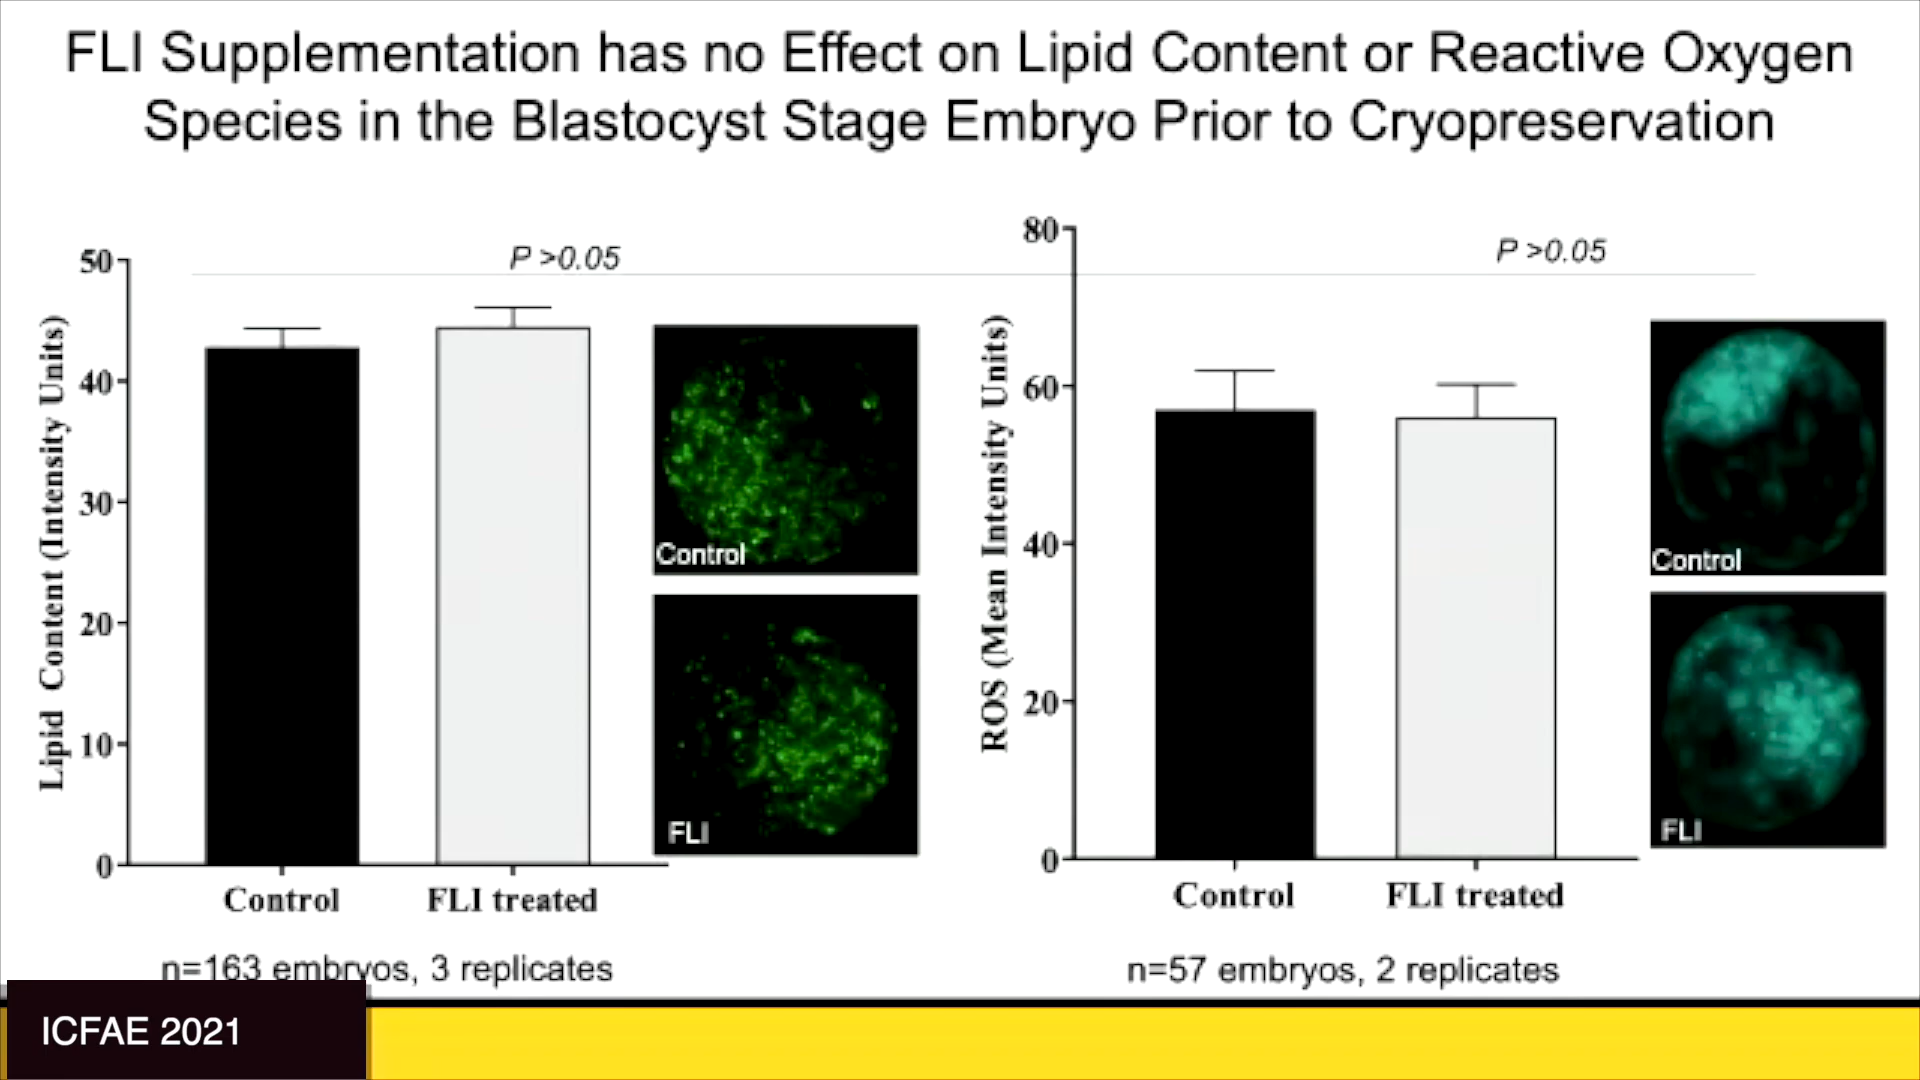 FLI Supplementation has no Effect on Lipid Content or Reactive Oxygen
Species in the Blastocyst Stage Embryo Prior to Cryopreservation
P >0.05
50
40
30
20
10
0
Lipid Content (Intensity Units)
Control
FLI treated
Control
FLI
n=163 embryos, 3 replicates
P >0.05
80
60
40
20
0
ROS (Mean Intensity Units)
Control
FLI treated
Control
FLI
n=57 embryos, 2 replicates
ICFAE 2021